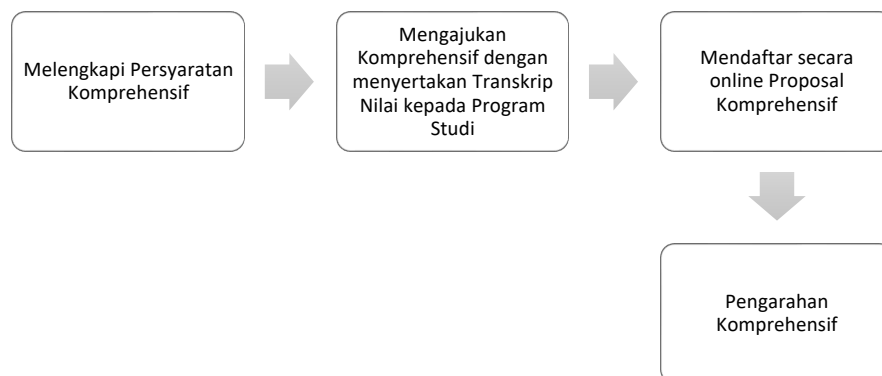 Melengkapi Persyaratan
Komprehensif
Mengajukan
Komprehensif dengan
menyertakan Transkrip
Nilai kepada Program
Studi
Mendaftar secara
online Proposal
Komprehensif
Pengarahan
Komprehensif